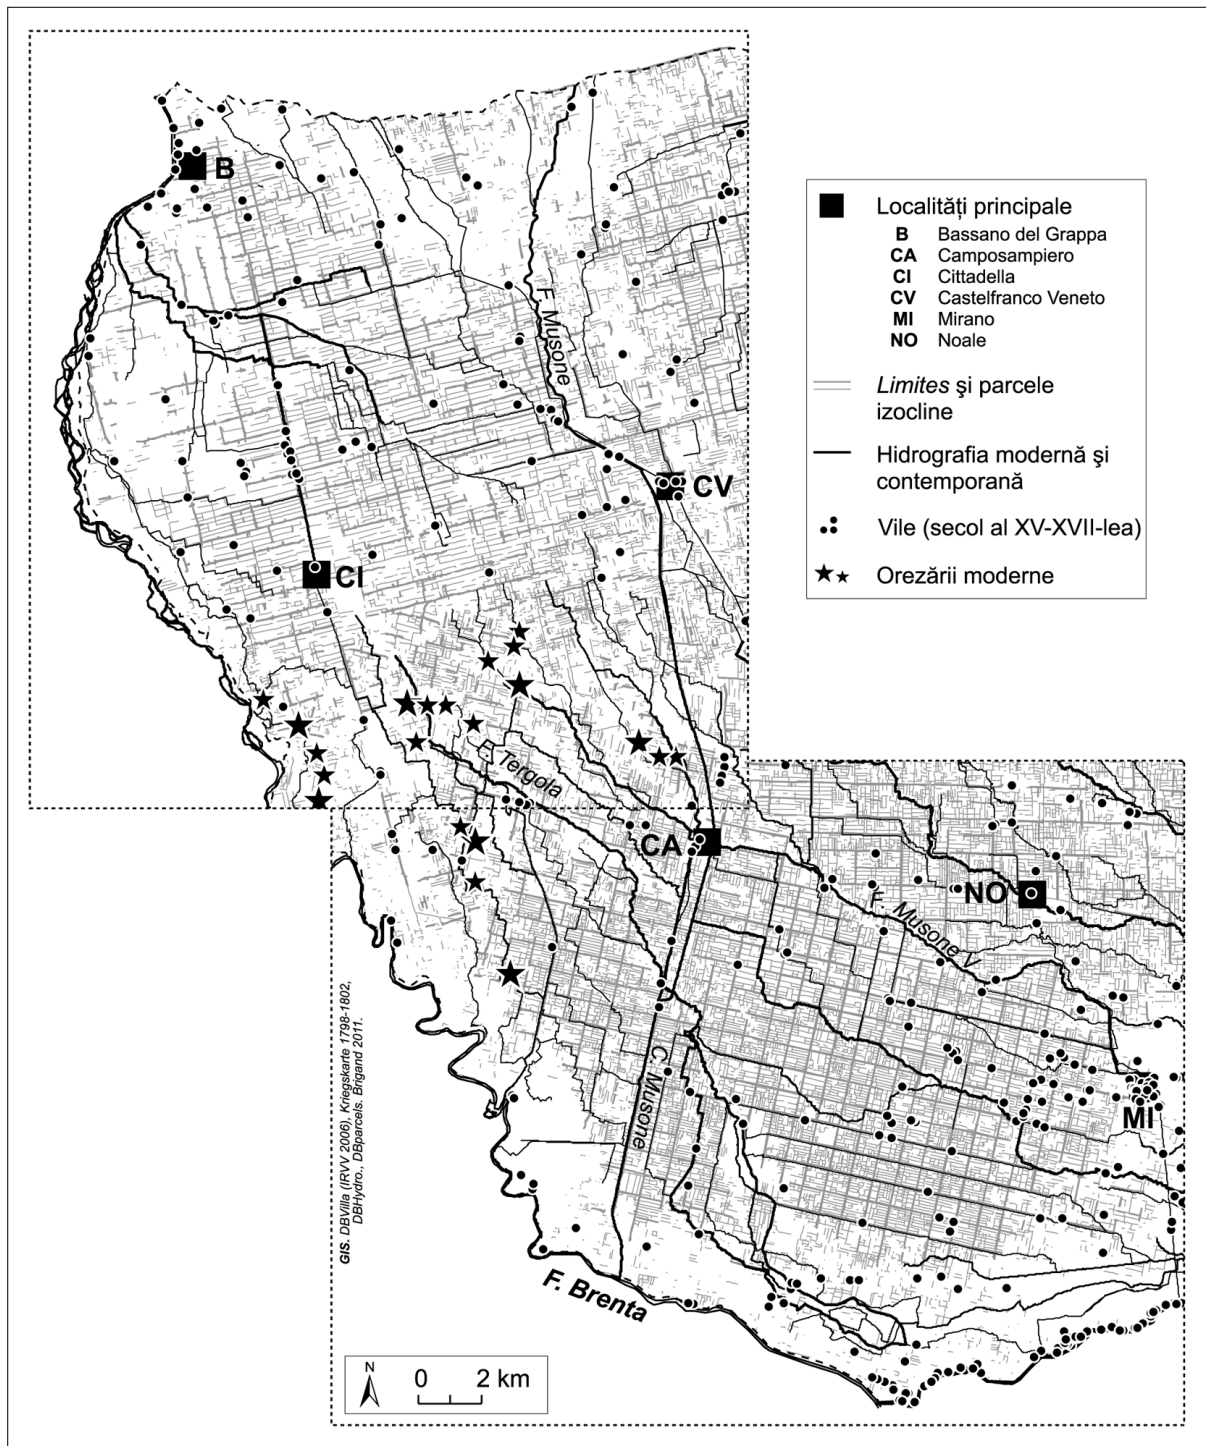 B
F. Musone
CV
CI
F. Tergola
CA
NO
F. Musone V.
C. Musone
MI
F. Brenta
Localități principale
B Bassano del Grappa
CA Camposampiero
CI Cittadella
CV Castelfranco Veneto
MI Mirano
NO Noale
Limites şi parcele
izocline
Hidrografia modernă şi
contemporană
Vile (secol al XV-XVII-lea)
Orezării moderne
GIS. DBVilla (IRVV 2006), Kriegskarte 1798-1802,
DBHydro., DBparcels. Brigand 2011.
N
0 2 km